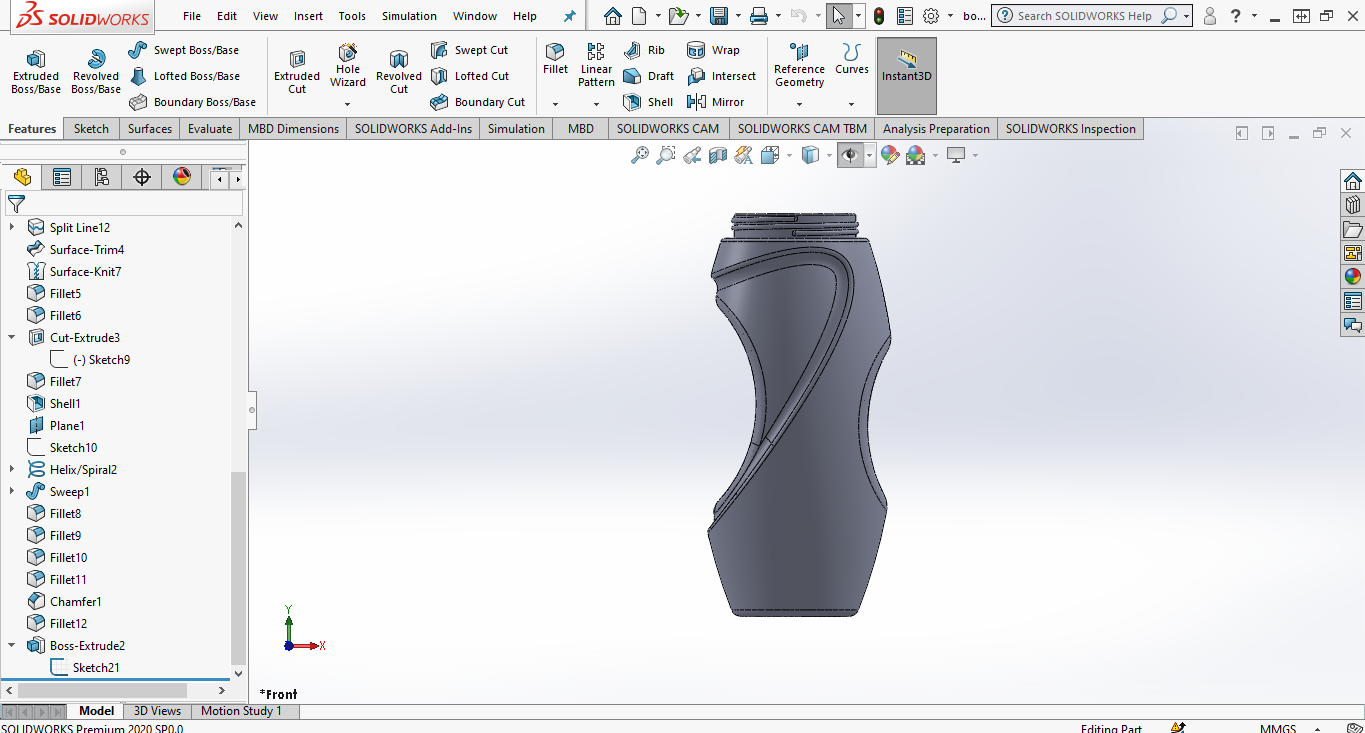 SOLIDWORKS File Edit View Insert Tools Simulation Window Help bo... Search SOLIDWORKS Help ?
Extruded Boss/Base
Revolved Boss/Base
Swept Boss/Base
Lofted Boss/Base
Boundary Boss/Base
Extruded Cut
Hole Wizard
Revolved Cut
Swept Cut
Lofted Cut
Boundary Cut
Fillet
Linear Pattern
Rib
Draft
Shell
Wrap
Intersect
Mirror
Reference Geometry
Curves
Instant3D
Features Sketch Surfaces Evaluate MBD Dimensions SOLIDWORKS Add-Ins Simulation MBD SOLIDWORKS CAM SOLIDWORKS CAM TBM Analysis Preparation SOLIDWORKS Inspection
Split Line12
Surface-Trim4
Surface-Knit7
Fillet5
Fillet6
Cut-Extrude3
(-) Sketch9
Fillet7
Shell1
Plane1
Sketch10
Helix/Spiral2
Sweep1
Fillet8
Fillet9
Fillet10
Fillet11
Chamfer1
Fillet12
Boss-Extrude2
Sketch21
Y
X
*Front
Model 3D Views Motion Study 1
SOLIDWORKS Premium 2020 SP0.0 Editing Part MMGS